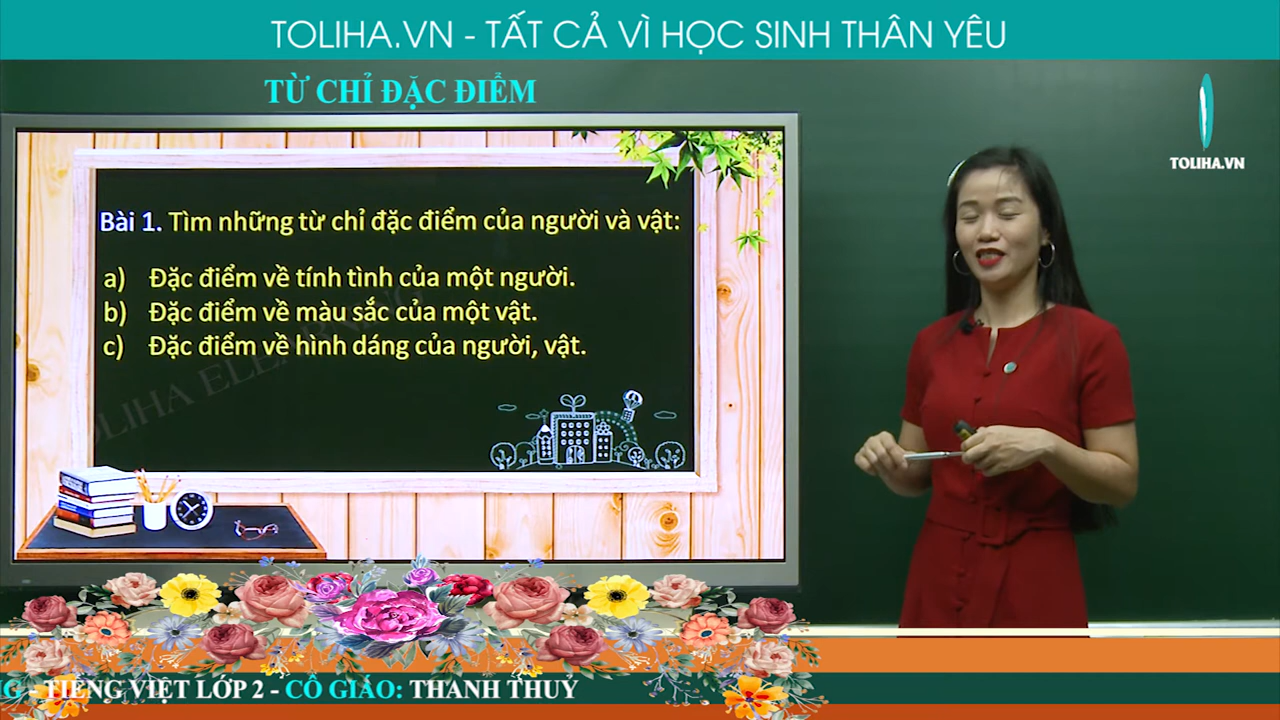 TOLIHA.VN - TẤT CẢ VÌ HỌC SINH THÂN YÊU
TỪ CHỈ ĐẶC ĐIỂM
TOLIHA.VN
Bài 1. Tìm những từ chỉ đặc điểm của người và vật:
a) Đặc điểm về tính tình của một người.
b) Đặc điểm về màu sắc của một vật.
c) Đặc điểm về hình dáng của người, vật.
- TIẾNG VIỆT LỚP 2 - CÔ GIÁO: THANH THUỶ